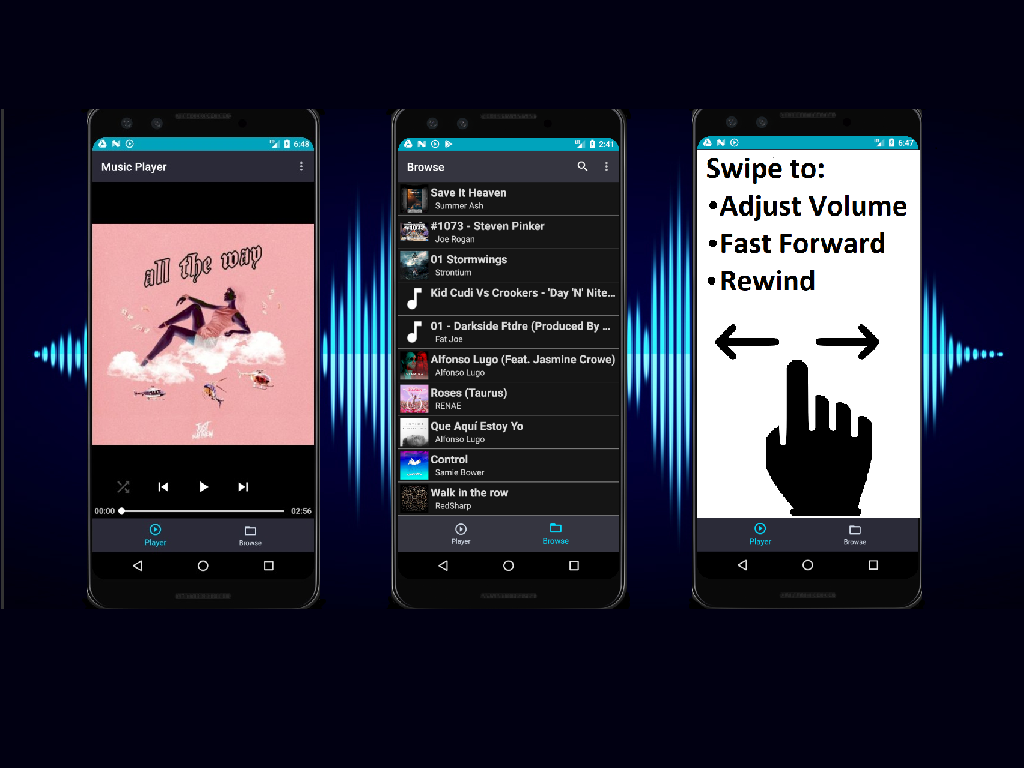 6:48
Music Player
all the way
00:00
02:56
Player
Browse
2:41
Browse
Save It Heaven
Summer Ash
#1073 - Steven Pinker
Joe Rogan
01 Stormwings
Strontium
Kid Cudi Vs Crookers - 'Day 'N' Nite...
01 - Darkside Ftdre (Produced By ...
Fat Joe
Alfonso Lugo (Feat. Jasmine Crowe)
Alfonso Lugo
Roses (Taurus)
RENAE
Que Aquí Estoy Yo
Alfonso Lugo
Control
Samie Bower
Walk in the row
RedSharp
Player
Browse
6:47
Swipe to:
•Adjust Volume
•Fast Forward
•Rewind
Player
Browse